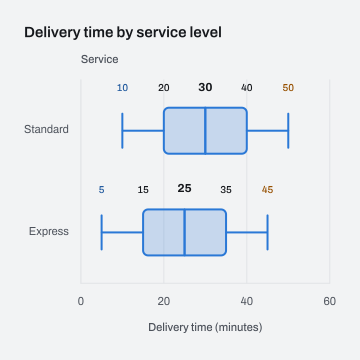 Delivery time by service level
Service
10 20 30 40 50
Standard
5 15 25 35 45
Express
0 20 40 60
Delivery time (minutes)